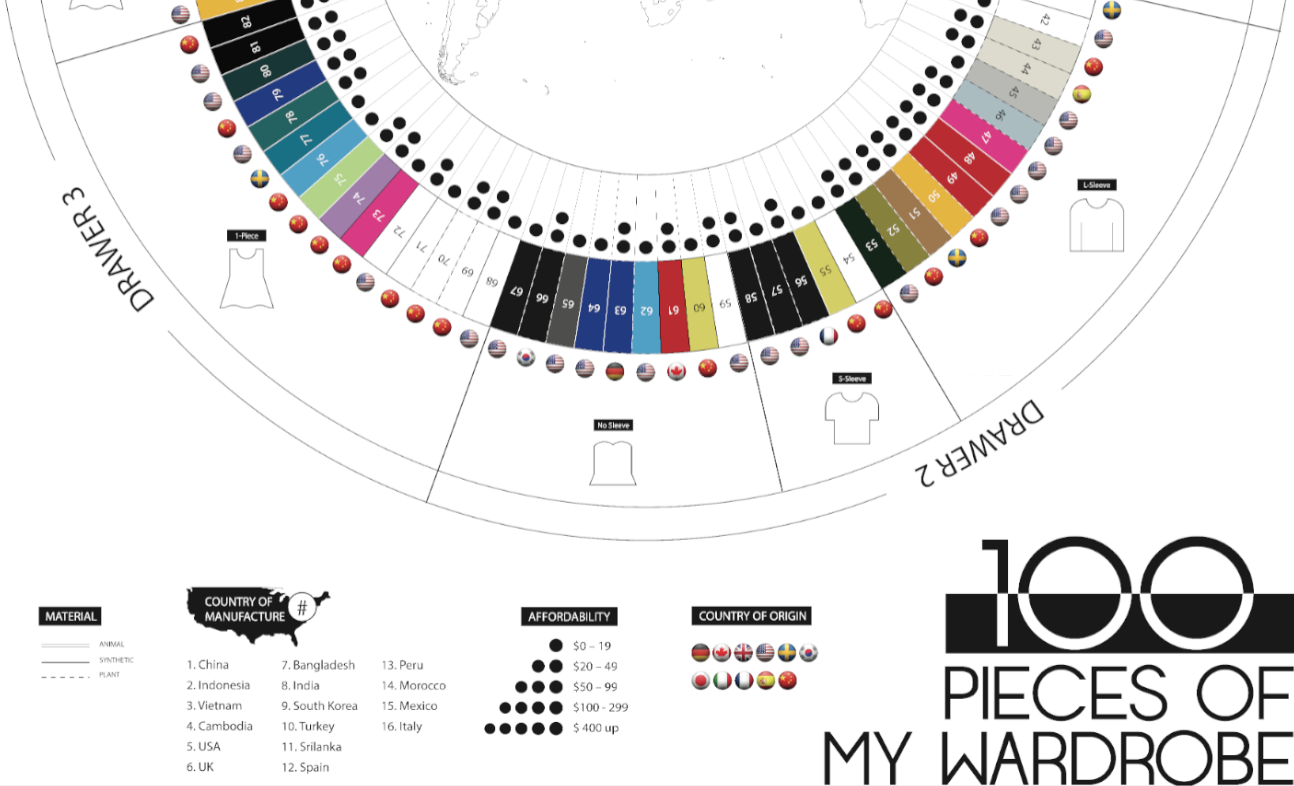 82
81
80
79
78
77
76
75
74
73
72
71
70
69
68
67
66
65
64
63
62
61
60
59
58
57
56
55
54
53
52
51
50
49
48
47
46
45
44
43
42
DRAWER 3
1-Piece
No Sleeve
S-Sleeve
L-Sleeve
DRAWER 2
MATERIAL
ANIMAL
SYNTHETIC
PLANT
COUNTRY OF
MANUFACTURE #
1. China
2. Indonesia
3. Vietnam
4. Cambodia
5. USA
6. UK
7. Bangladesh
8. India
9. South Korea
10. Turkey
11. Srilanka
12. Spain
13. Peru
14. Morocco
15. Mexico
16. Italy
AFFORDABILITY
$0 – 19
$20 – 49
$50 – 99
$100 - 299
$ 400 up
COUNTRY OF ORIGIN
100
PIECES OF
MY WARDROBE